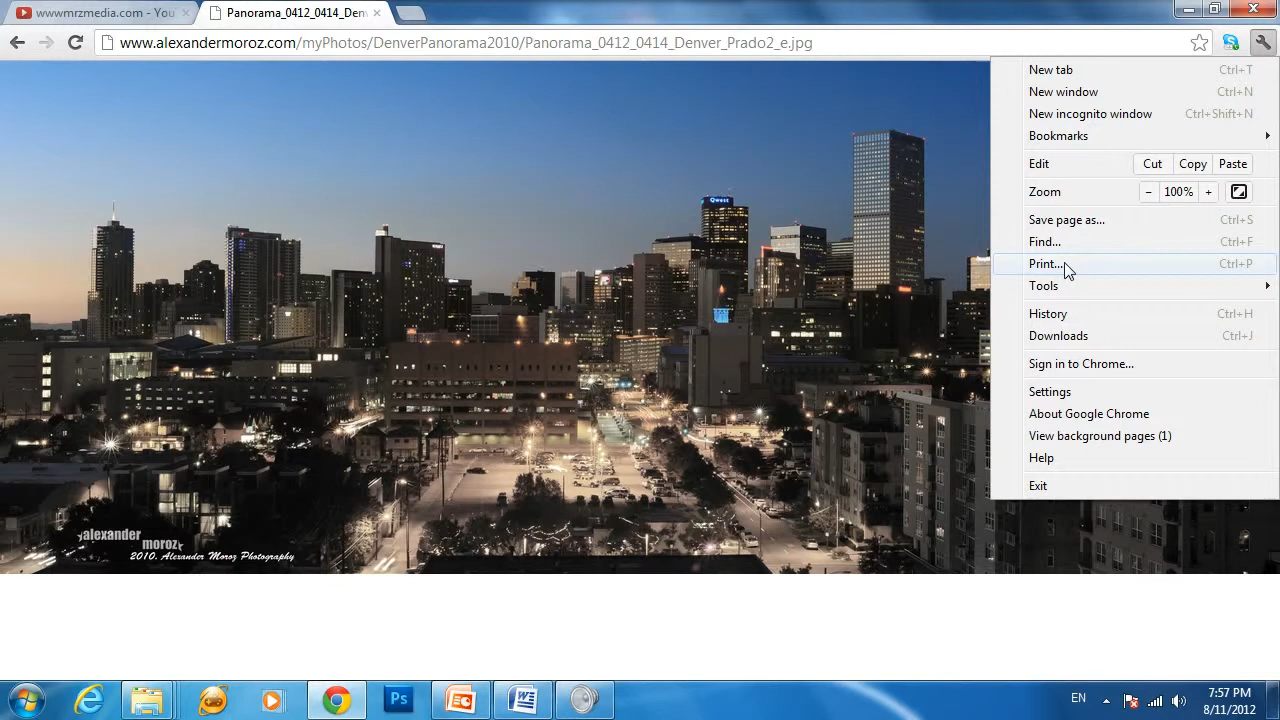 wwwmrzmedia.com - You
Panorama_0412_0414_Den
www.alexandermoroz.com/myPhotos/DenverPanorama2010/Panorama_0412_0414_Denver_Prado2_e.jpg
New tab Ctrl+T
New window Ctrl+N
New incognito window Ctrl+Shift+N
Bookmarks
Edit Cut Copy Paste
Zoom − 100% +
Save page as... Ctrl+S
Find... Ctrl+F
Print... Ctrl+P
Tools
History Ctrl+H
Downloads Ctrl+J
Sign in to Chrome...
Settings
About Google Chrome
View background pages (1)
Help
Exit
Qwest
alexander
moroz
2010. Alexander Moroz Photography
Ps
EN
7:57 PM
8/11/2012